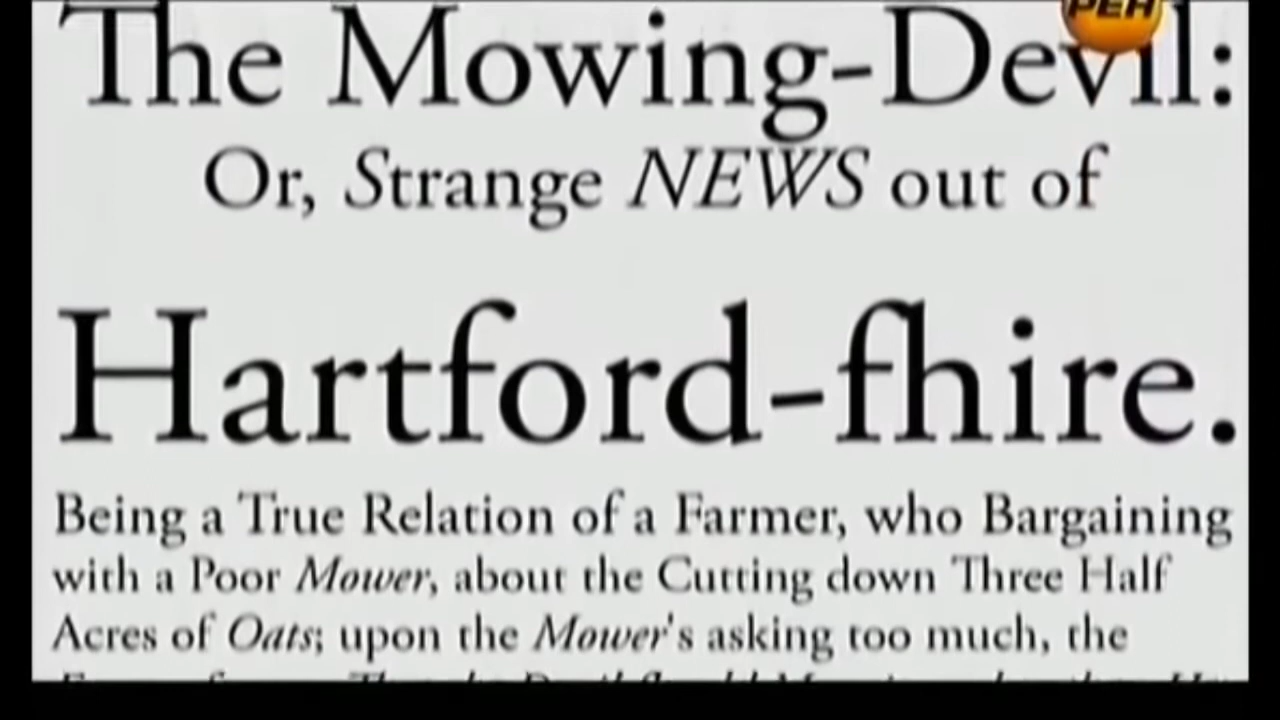 РЕН
The Mowing-Devil:
Or, Strange NEWS out of
Hartford-ſhire.
Being a True Relation of a Farmer, who Bargaining
with a Poor Mower, about the Cutting down Three Half
Acres of Oats; upon the Mower's asking too much, the